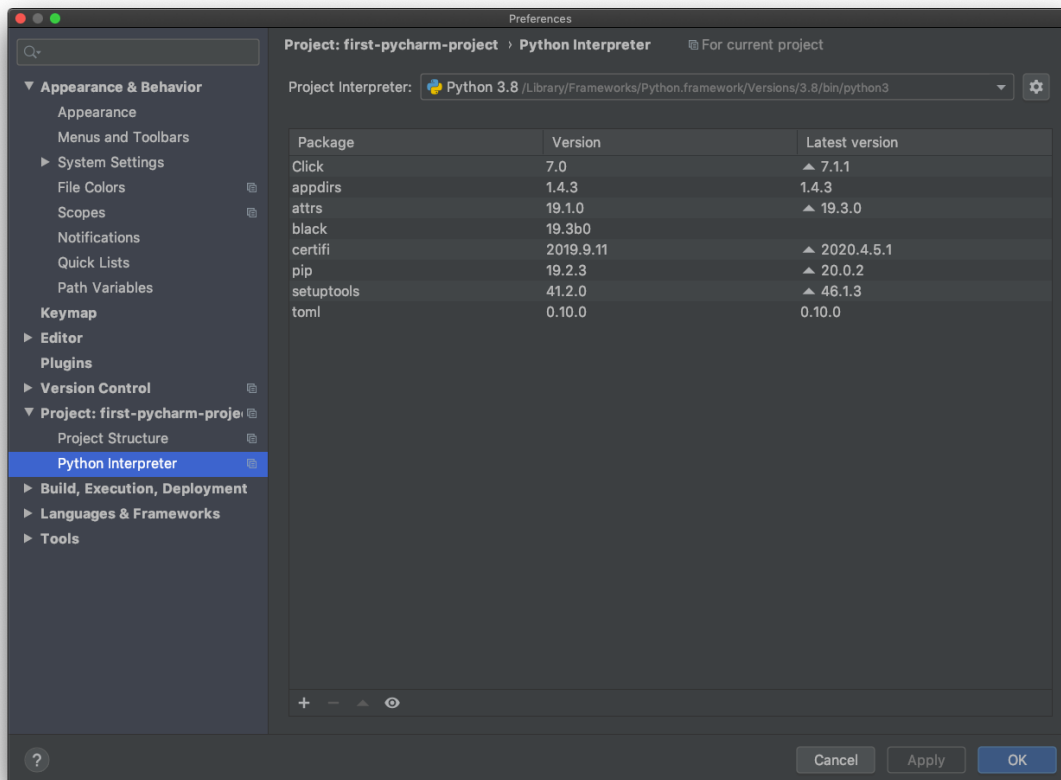 Preferences
Appearance & Behavior
Appearance
Menus and Toolbars
System Settings
File Colors
Scopes
Notifications
Quick Lists
Path Variables
Keymap
Editor
Plugins
Version Control
Project: first-pycharm-proje
Project Structure
Python Interpreter
Build, Execution, Deployment
Languages & Frameworks
Tools
Project: first-pycharm-project › Python Interpreter For current project
Project Interpreter: Python 3.8 /Library/Frameworks/Python.framework/Versions/3.8/bin/python3
Package Version Latest version
Click 7.0 7.1.1
appdirs 1.4.3 1.4.3
attrs 19.1.0 19.3.0
black 19.3b0
certifi 2019.9.11 2020.4.5.1
pip 19.2.3 20.0.2
setuptools 41.2.0 46.1.3
toml 0.10.0 0.10.0
? Cancel Apply OK